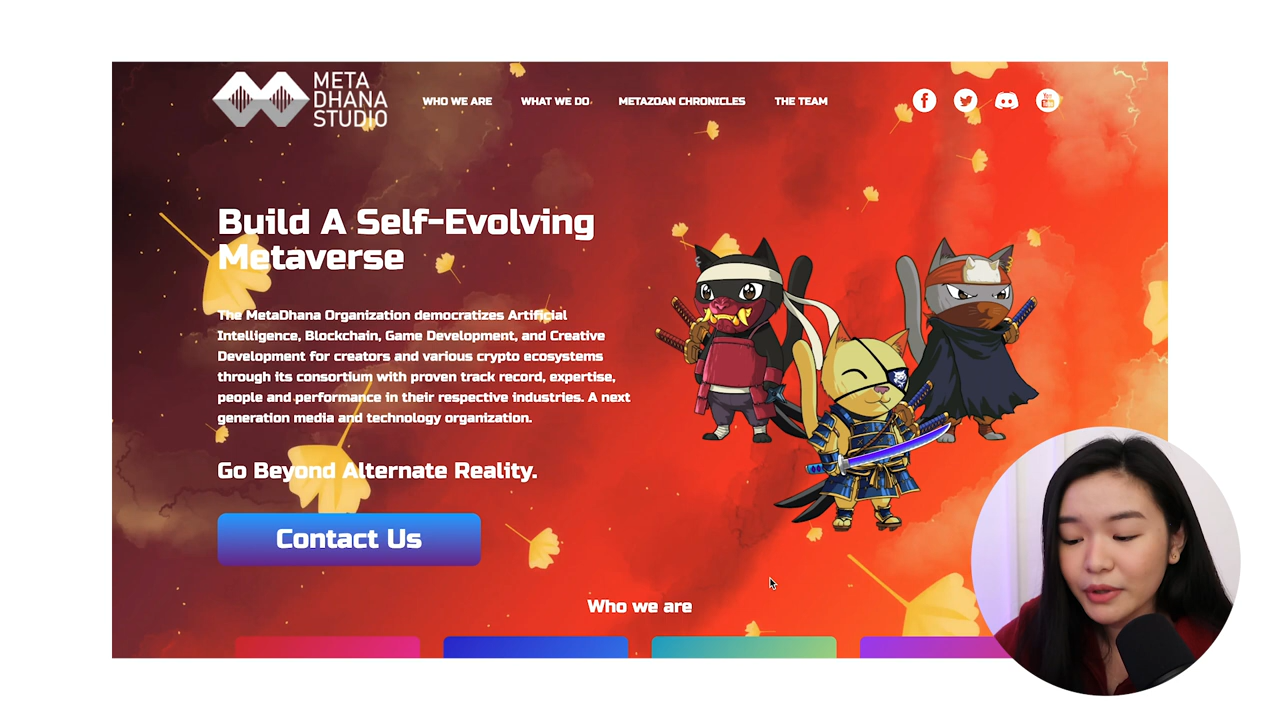 META
DHANA
STUDIO
WHO WE ARE
WHAT WE DO
METAZOAN CHRONICLES
THE TEAM
You
Tube
Build A Self-Evolving
Metaverse
The MetaDhana Organization democratizes Artificial
Intelligence, Blockchain, Game Development, and Creative
Development for creators and various crypto ecosystems
through its consortium with proven track record, expertise,
people and performance in their respective industries. A next
generation media and technology organization.
Go Beyond Alternate Reality.
Contact Us
Who we are